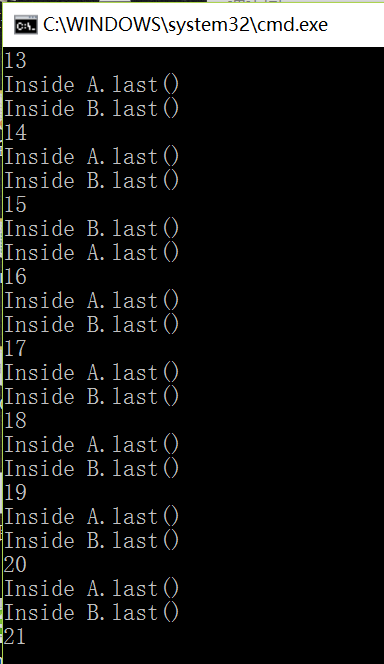 C:\WINDOWS\system32\cmd.exe
13
Inside A.last()
Inside B.last()
14
Inside A.last()
Inside B.last()
15
Inside B.last()
Inside A.last()
16
Inside A.last()
Inside B.last()
17
Inside A.last()
Inside B.last()
18
Inside A.last()
Inside B.last()
19
Inside A.last()
Inside B.last()
20
Inside A.last()
Inside B.last()
21